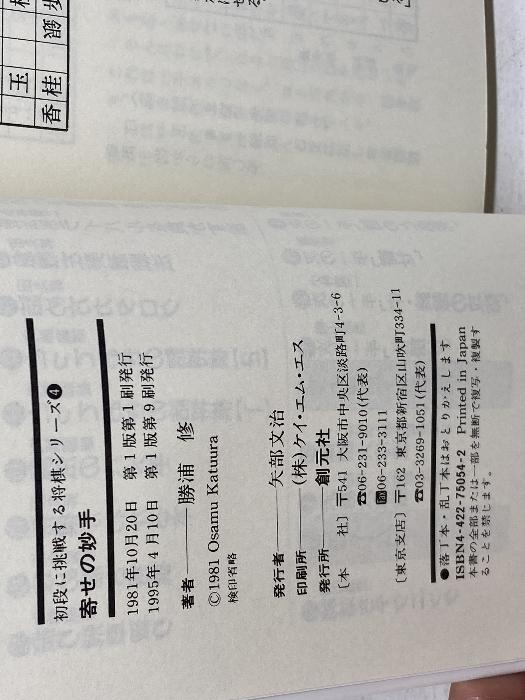 初段に挑戦する将棋シリーズ❹
寄せの妙手
1981年10月20日　第1版第1刷発行
1995年4月10日　第1版第9刷発行
著者――勝浦　修
©1981 Osamu Katuura
検印省略
発行者――矢部文治
印刷所――(株)ケイ・エム・エス
発行所――創元社
〔本　社〕〒541 大阪市中央区淡路町4-3-6
☎06-231-9010(代表)
06-233-3111
〔東京支店〕〒162 東京都新宿区山吹町334-11
☎03-3269-1051(代表)
●落丁本・乱丁本はおとりかえします
ISBN4-422-75054-2　Printed in Japan
本書の全部または一部を無断で複写・複製す
ることを禁じます。
玉
香桂
歩